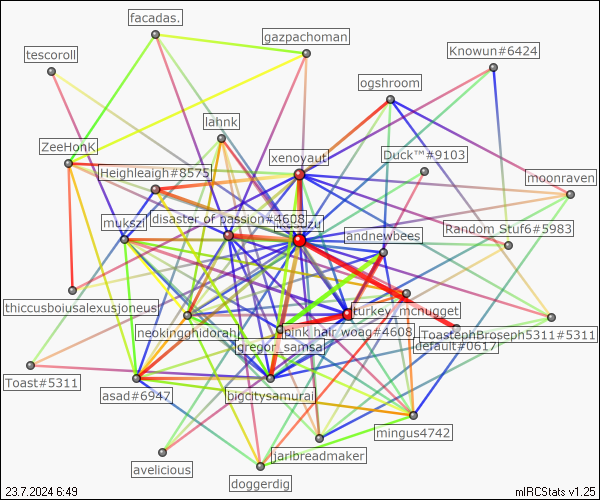 facadas.
gazpachoman
tescoroll
Knowun#6424
ogshroom
lahnk
ZeeHonK
xenoyaut
Duck™#9103
Heighleigh#8575
moonraven
mukszi
disaster of passion#4608
andnewbees
Random Stuf6#5983
thiccusboiusalexusjoneus
turkey_mcnugget
neokingghidorah
pink hair woag#4608
ToastephBroseph5311#5311
gregor_samsa
default#0617
Toast#5311
asad#6947
bigcitysamurai
mingus4742
avelicious
jarlbreadmaker
doggerdig
23.7.2024 6:49
mIRCStats v1.25